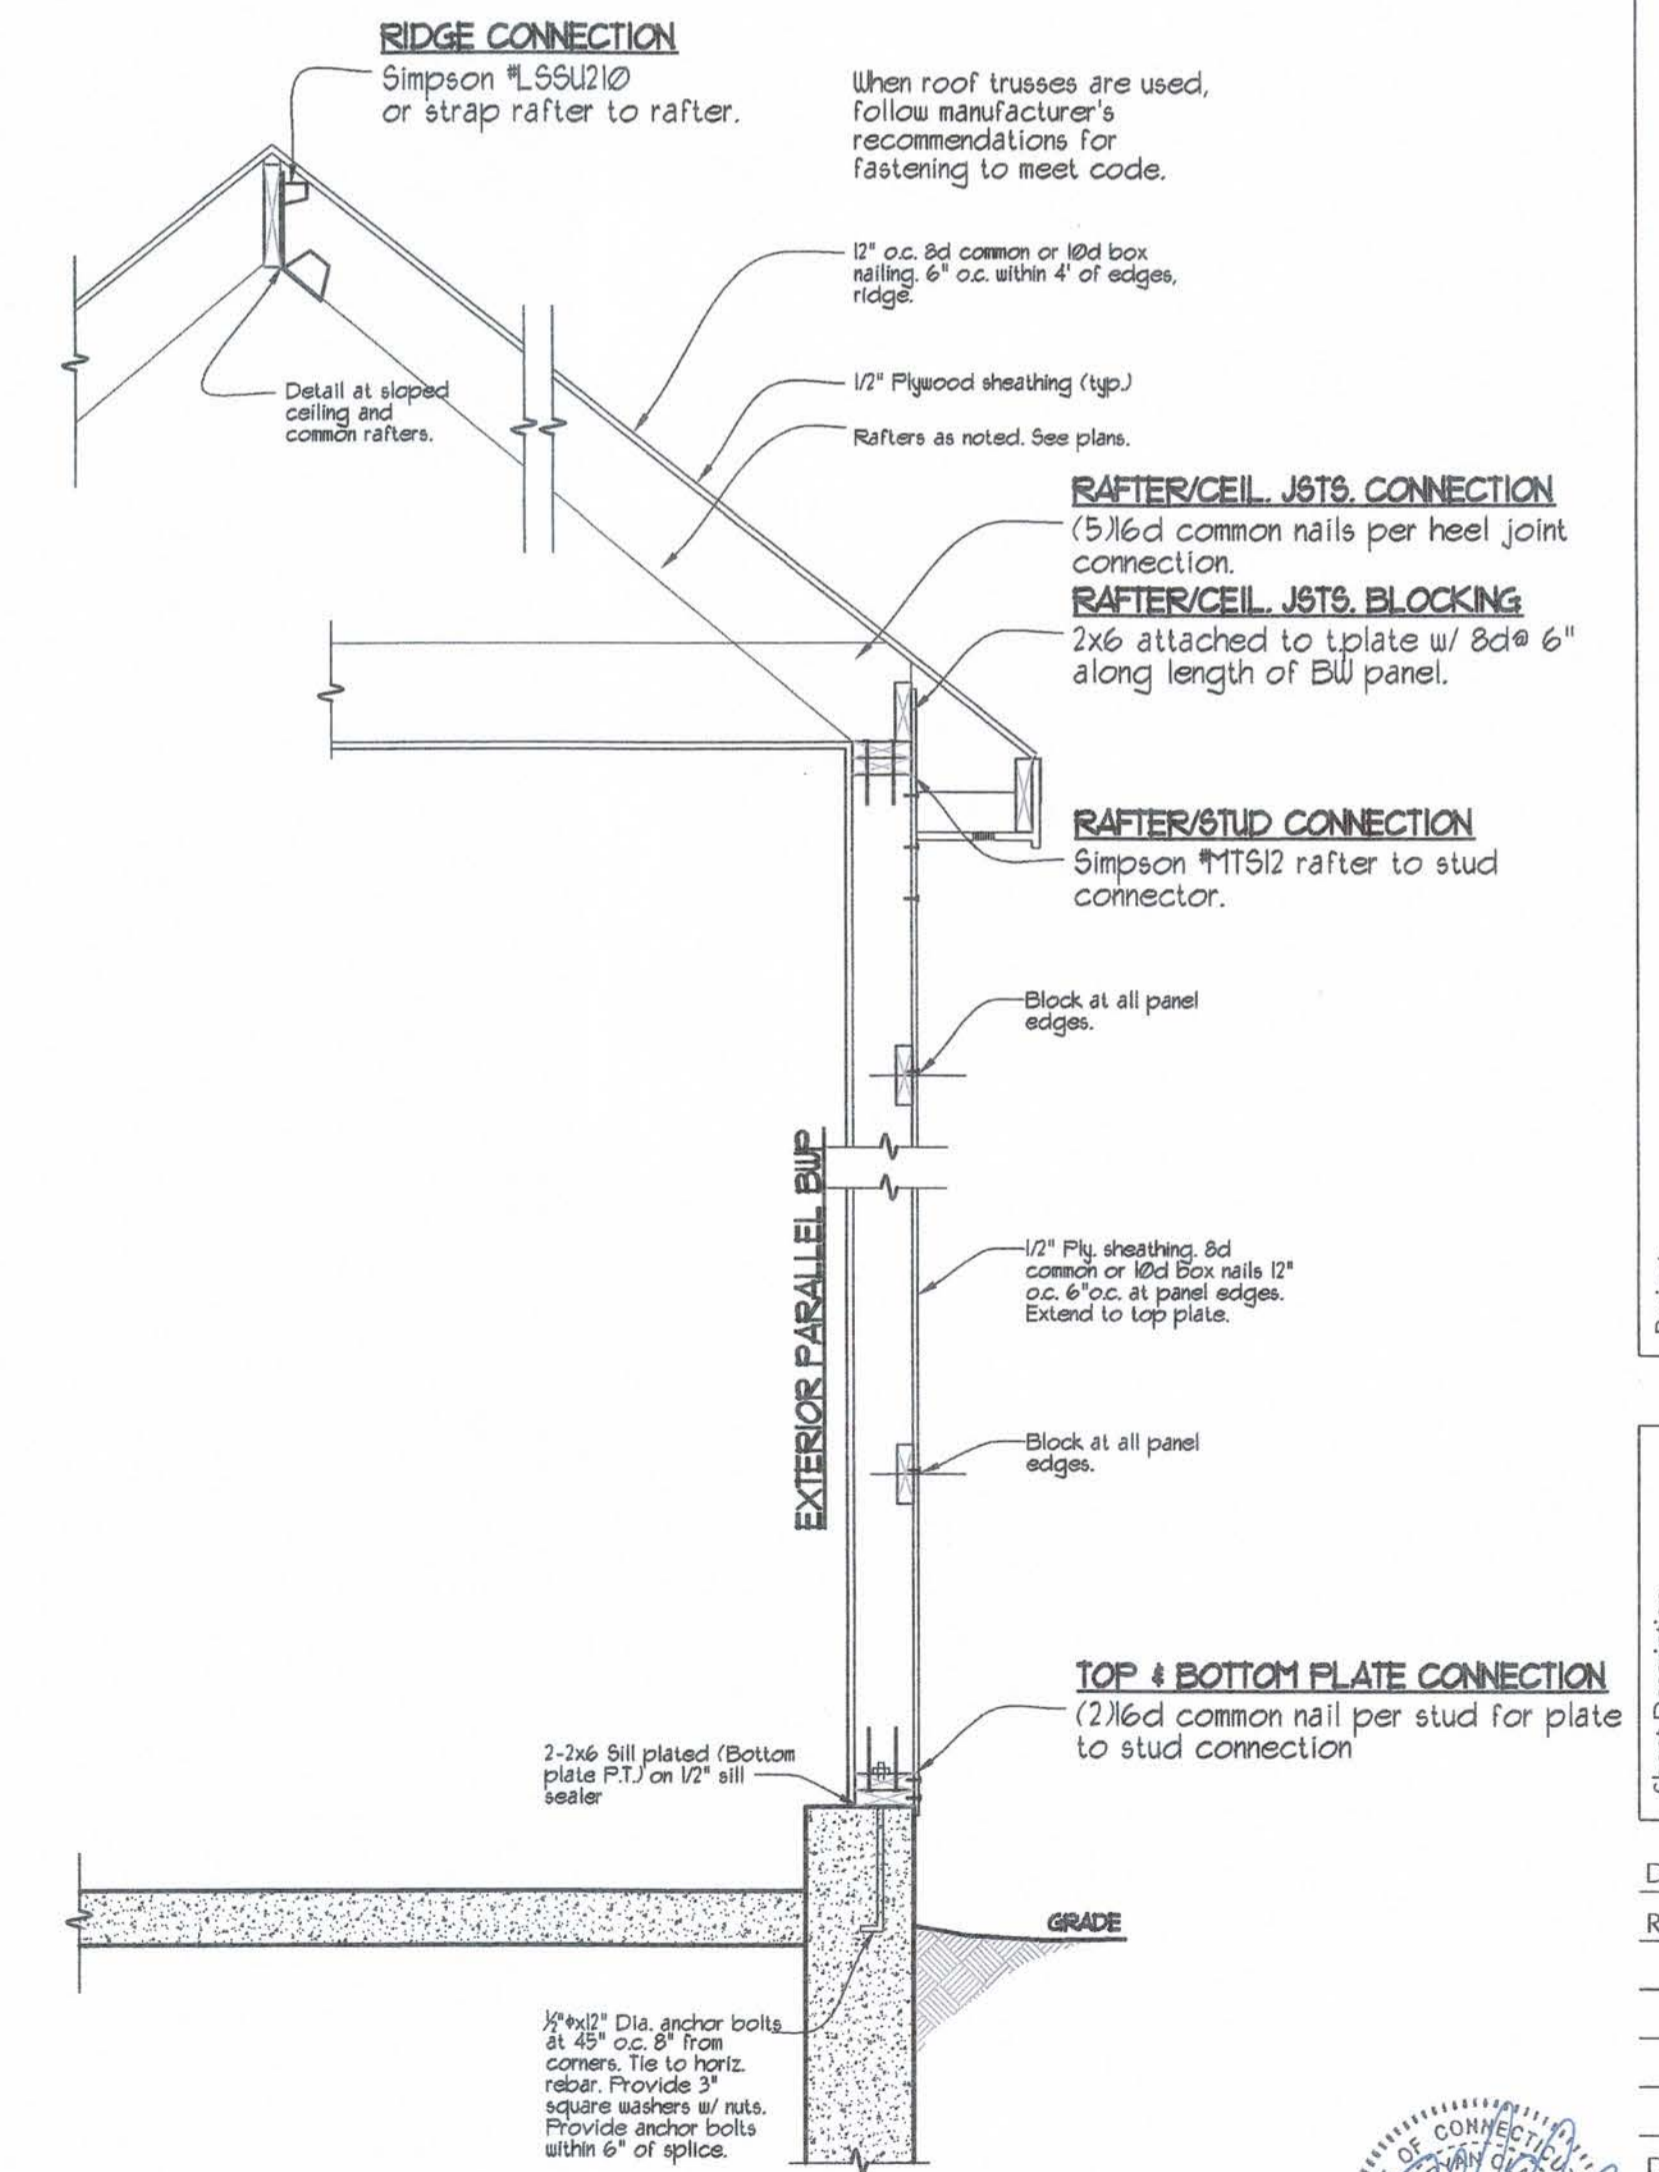 RIDGE CONNECTION
Simpson #LSSU210
or strap rafter to rafter.
When roof trusses are used,
follow manufacturer's
recommendations for
fastening to meet code.
12" o.c. 8d common or 10d box
nailing. 6" o.c. within 4' of edges,
ridge.
1/2" Plywood sheathing (typ.)
Detail at sloped
ceiling and
common rafters.
Rafters as noted. See plans.
RAFTER/CEIL. JSTS. CONNECTION
(5)16d common nails per heel joint
connection.
RAFTER/CEIL. JSTS. BLOCKING
2x6 attached to t.plate w/ 8d@ 6"
along length of BW panel.
RAFTER/STUD CONNECTION
Simpson #MTS12 rafter to stud
connector.
Block at all panel
edges.
EXTERIOR PARALLEL BWP
1/2" Ply. sheathing. 8d
common or 10d box nails 12"
o.c. 6"o.c. at panel edges.
Extend to top plate.
Block at all panel
edges.
TOP & BOTTOM PLATE CONNECTION
(2)16d common nail per stud for plate
to stud connection
2-2x6 Sill plated (Bottom
plate P.T.) on 1/2" sill
sealer
GRADE
½"φx12" Dia. anchor bolts
at 45" o.c. 8" from
corners. Tie to horiz.
rebar. Provide 3"
square washers w/ nuts.
Provide anchor bolts
within 6" of splice.
OF CONNECTICU
D
R
D